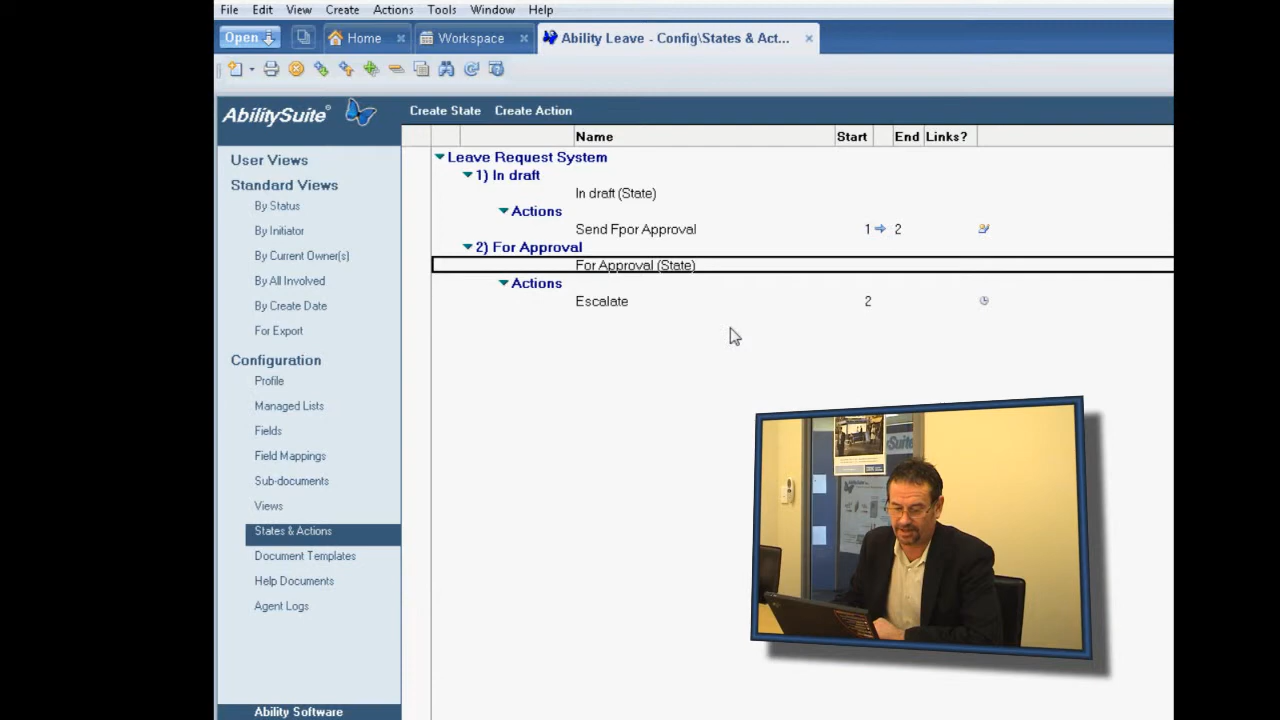 File Edit View Create Actions Tools Window Help
Open Home Workspace Ability Leave - Config\States & Act...
AbilitySuite® Create State Create Action
Name Start End Links?
User Views
Standard Views
By Status
By Initiator
By Current Owner(s)
By All Involved
By Create Date
For Export
Configuration
Profile
Managed Lists
Fields
Field Mappings
Sub-documents
Views
States & Actions
Document Templates
Help Documents
Agent Logs
Ability Software
Leave Request System
1) In draft
In draft (State)
Actions
Send Fpor Approval 1 2
2) For Approval
For Approval (State)
Actions
Escalate 2